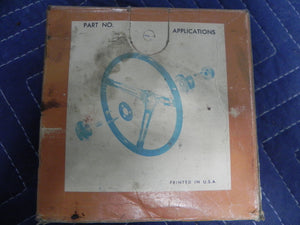 PART NO. APPLICATIONS
PRINTED IN U.S.A.